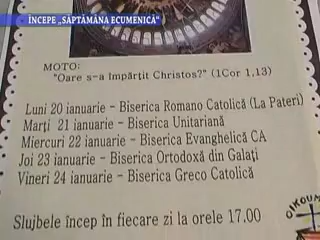 ÎNCEPE „SĂPTĂMÂNA ECUMENICĂ”
MOTO:
"Oare s-a împărţit Christos?" (1Cor 1,13)
Luni 20 ianuarie – Biserica Romano Catolică (La Pateri)
Marţi 21 ianuarie – Biserica Unitariană
Miercuri 22 ianuarie – Biserica Evanghelică CA
Joi 23 ianuarie – Biserica Ortodoxă din Galaţi
Vineri 24 ianuarie – Biserica Greco Catolică
Slujbele încep în fiecare zi la orele 17.00
OIKOUM